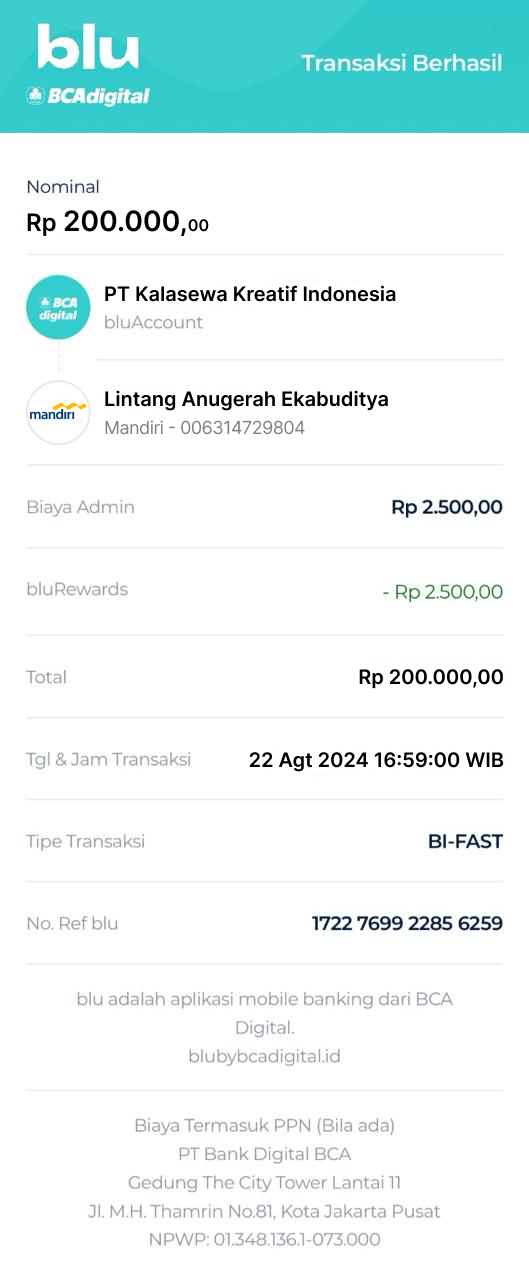 blu
BCAdigital
Transaksi Berhasil
Nominal
Rp 200.000,00
BCA
digital
PT Kalasewa Kreatif Indonesia
bluAccount
mandiri
Lintang Anugerah Ekabuditya
Mandiri - 006314729804
Biaya Admin
Rp 2.500,00
bluRewards
- Rp 2.500,00
Total
Rp 200.000,00
Tgl & Jam Transaksi
22 Agt 2024 16:59:00 WIB
Tipe Transaksi
BI-FAST
No. Ref blu
1722 7699 2285 6259
blu adalah aplikasi mobile banking dari BCA
Digital.
blubybcadigital.id
Biaya Termasuk PPN (Bila ada)
PT Bank Digital BCA
Gedung The City Tower Lantai 11
Jl. M.H. Thamrin No.81, Kota Jakarta Pusat
NPWP: 01.348.136.1-073.000